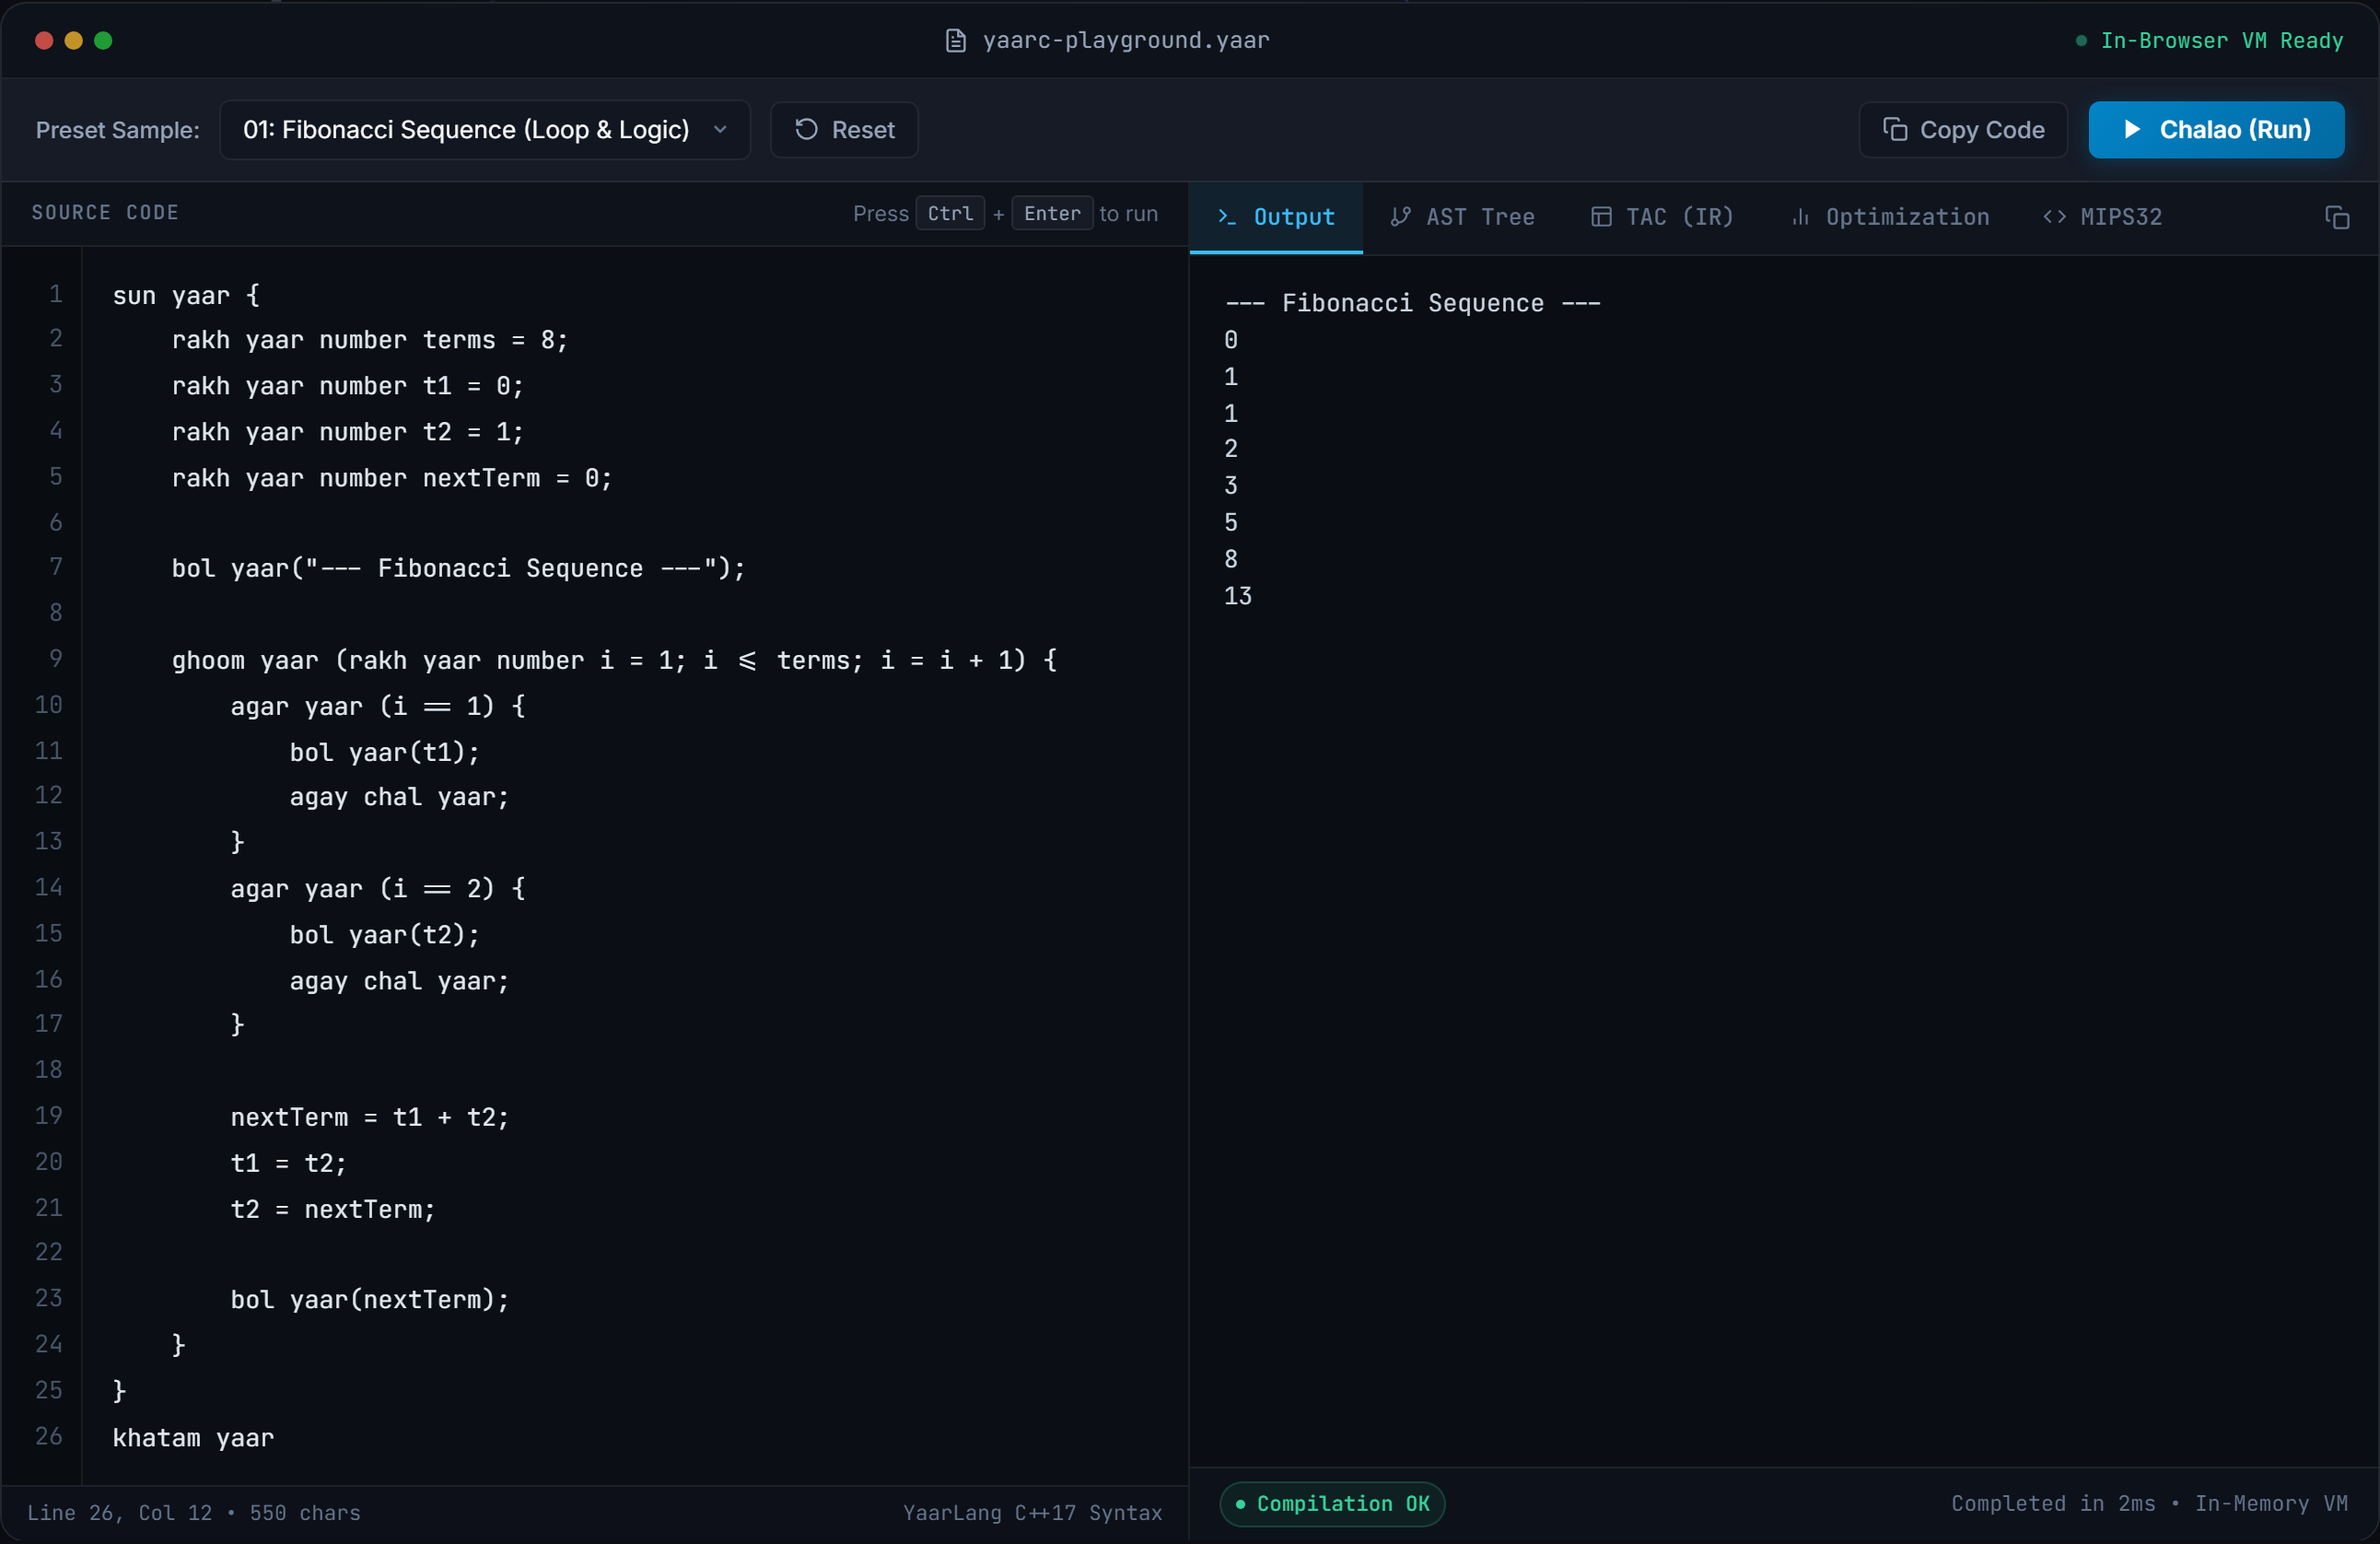 yaarc-playground.yaar
In-Browser VM Ready
Preset Sample: 01: Fibonacci Sequence (Loop & Logic) Reset Copy Code Chalao (Run)
SOURCE CODE Press Ctrl + Enter to run
1 sun yaar {
2     rakh yaar number terms = 8;
3     rakh yaar number t1 = 0;
4     rakh yaar number t2 = 1;
5     rakh yaar number nextTerm = 0;
6
7     bol yaar("--- Fibonacci Sequence ---");
8
9     ghoom yaar (rakh yaar number i = 1; i <= terms; i = i + 1) {
10         agar yaar (i == 1) {
11             bol yaar(t1);
12             agay chal yaar;
13         }
14         agar yaar (i == 2) {
15             bol yaar(t2);
16             agay chal yaar;
17         }
18
19         nextTerm = t1 + t2;
20         t1 = t2;
21         t2 = nextTerm;
22
23         bol yaar(nextTerm);
24     }
25 }
26 khatam yaar
Line 26, Col 12 • 550 chars YaarLang C++17 Syntax
Output AST Tree TAC (IR) Optimization MIPS32
--- Fibonacci Sequence ---
0
1
1
2
3
5
8
13
Compilation OK Completed in 2ms • In-Memory VM